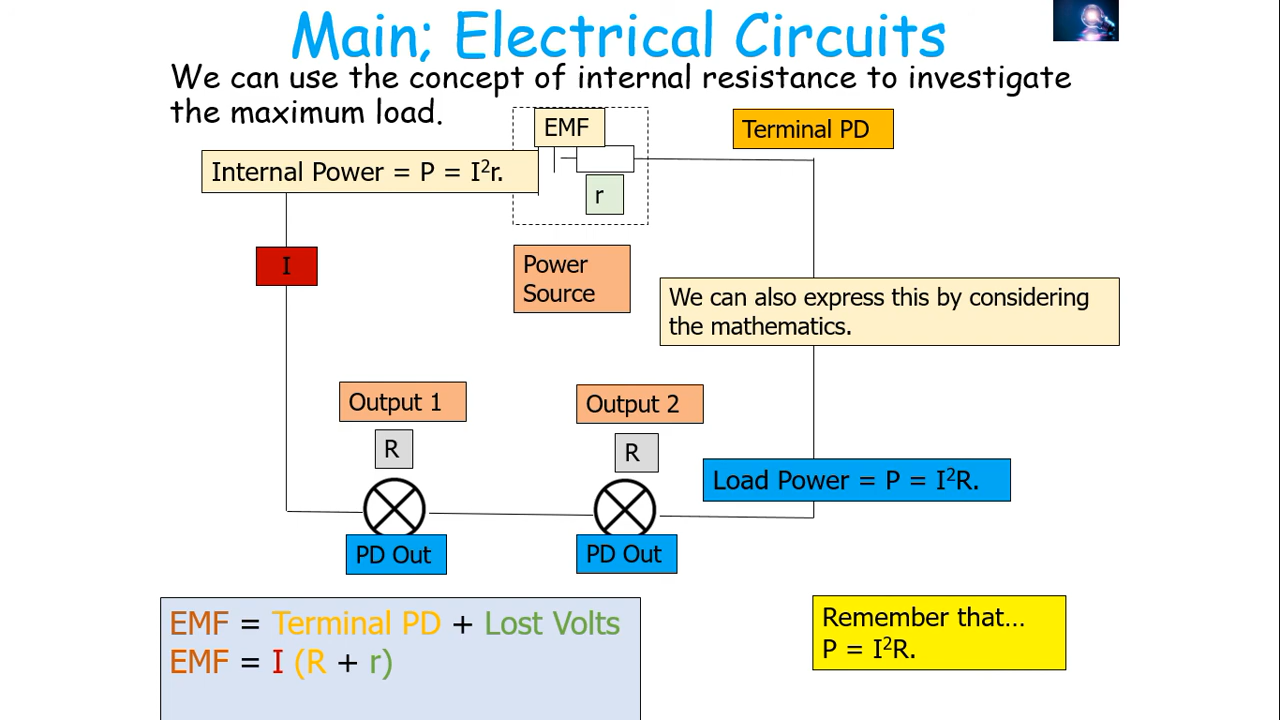 Main; Electrical Circuits
We can use the concept of internal resistance to investigate
the maximum load.
EMF
Terminal PD
Internal Power = P = I²r.
r
I
Power
Source
We can also express this by considering
the mathematics.
Output 1
Output 2
R
R
Load Power = P = I²R.
PD Out
PD Out
EMF = Terminal PD + Lost Volts
EMF = I (R + r)
Remember that…
P = I²R.